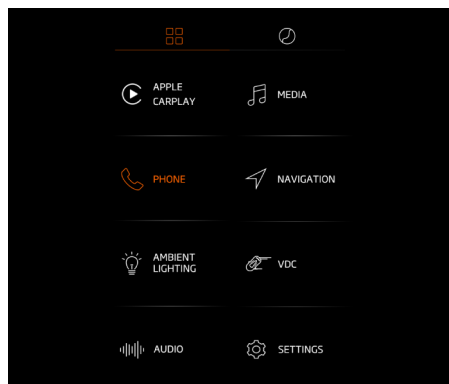 APPLE
CARPLAY
MEDIA
PHONE
NAVIGATION
AMBIENT
LIGHTING
VDC
AUDIO
SETTINGS